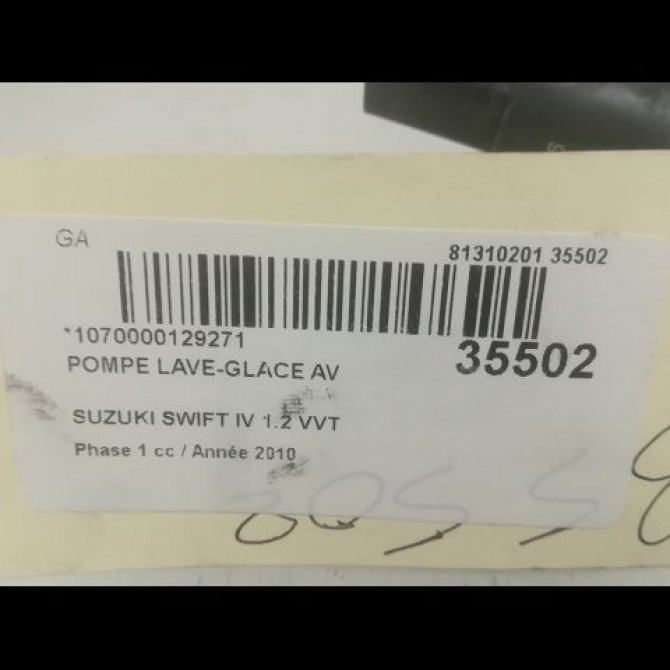 GA
81310201 35502
*1070000129271
35502
POMPE LAVE-GLACE AV
SUZUKI SWIFT IV 1.2 VVT
Phase 1 cc / Année 2010